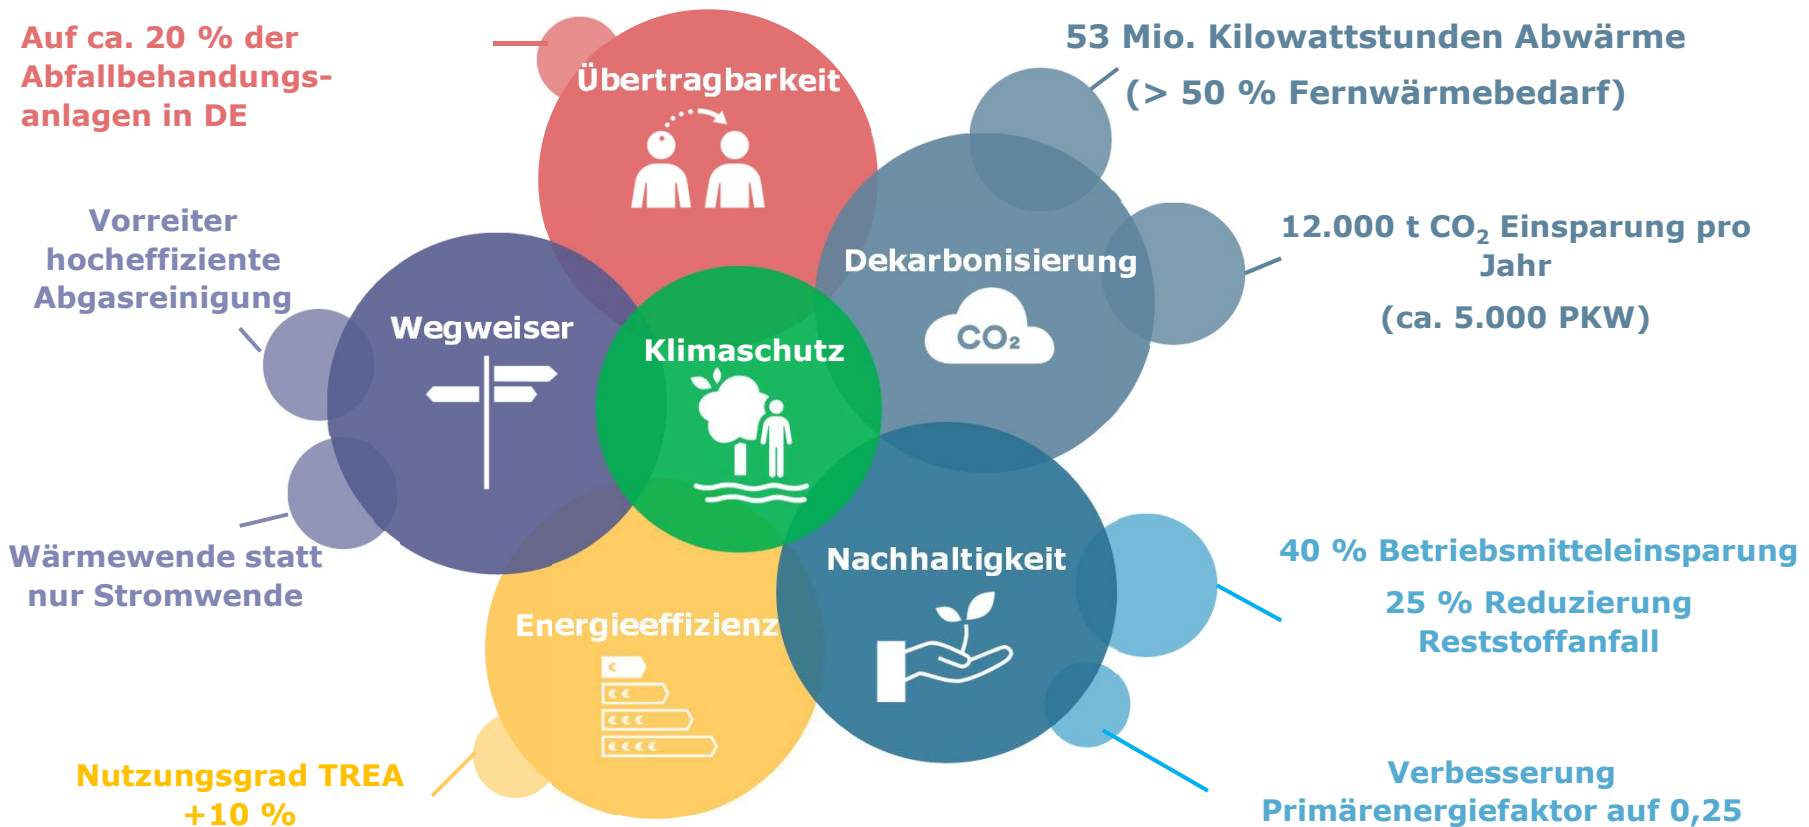 Auf ca. 20 % der
Abfallbehandungs-
anlagen in DE
Übertragbarkeit
53 Mio. Kilowattstunden Abwärme
(> 50 % Fernwärmebedarf)
Vorreiter
hocheffiziente
Abgasreinigung
12.000 t CO₂ Einsparung pro
Jahr
(ca. 5.000 PKW)
Dekarbonisierung
CO₂
Wegweiser
Klimaschutz
Wärmewende statt
nur Stromwende
Nachhaltigkeit
40 % Betriebsmitteleinsparung
25 % Reduzierung
Reststoffanfall
Energieeffizienz
Nutzungsgrad TREA
+10 %
Verbesserung
Primärenergiefaktor auf 0,25